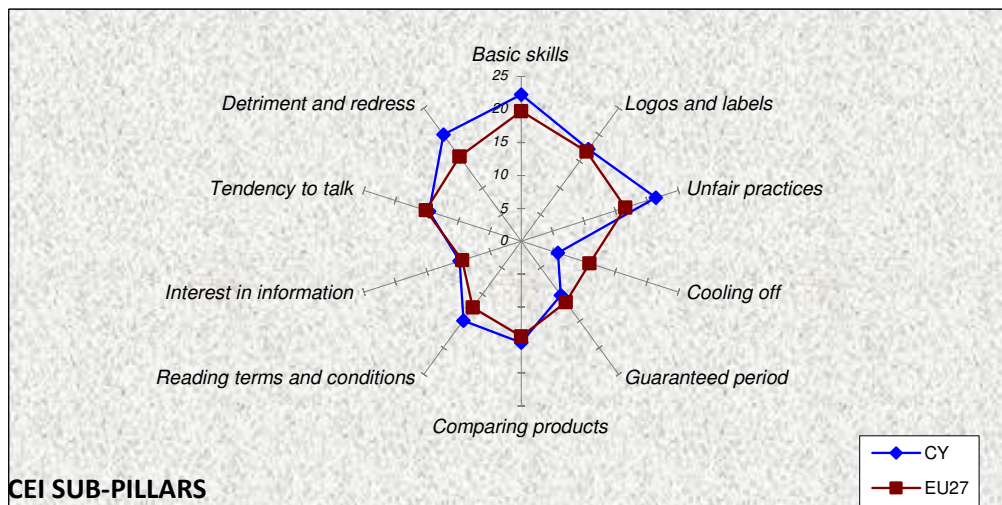 Basic skills
25
Detriment and redress
20
Logos and labels
15
10
Tendency to talk
5
Unfair practices
0
Interest in information
Cooling off
Reading terms and conditions
Guaranteed period
Comparing products
CY
CEI SUB-PILLARS
EU27